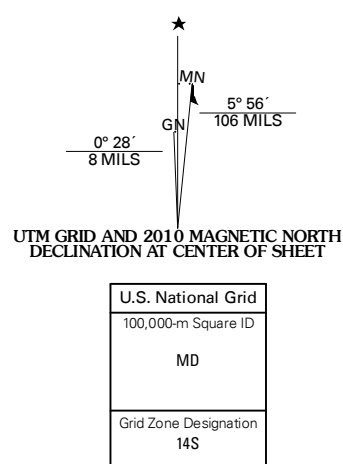 MN
5° 56´
106 MILS
GN
0° 28´
8 MILS
UTM GRID AND 2010 MAGNETIC NORTH
DECLINATION AT CENTER OF SHEET
U.S. National Grid
100,000-m Square ID
MD
Grid Zone Designation
14S